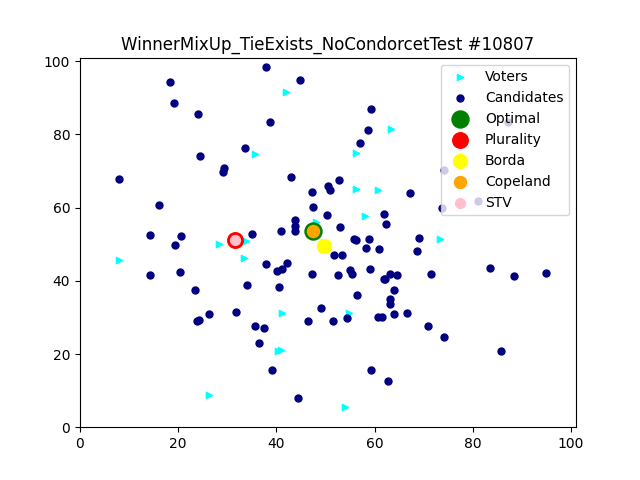 WinnerMixUp_TieExists_NoCondorcetTest #10807
100
80
60
40
20
0
0
20
40
60
80
100
Voters
Candidates
Optimal
Plurality
Borda
Copeland
STV